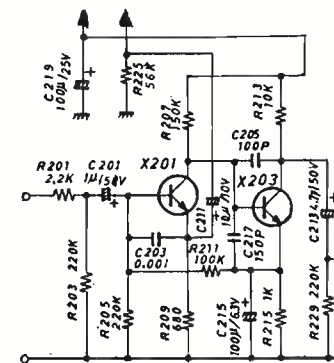 C219
100μ/25V
R225
56K
R207
150K
R213
10K
C205
100P
R201
2.2K
C201
1μ/50V
X201
C211
10μ/10V
X203
C213 4.7μ/50V
C203
0.001
R211
100K
C217
150P
R203 220K
R205
220K
R209
680
C215
100μ/6.3V
R215 1K
R229 220K